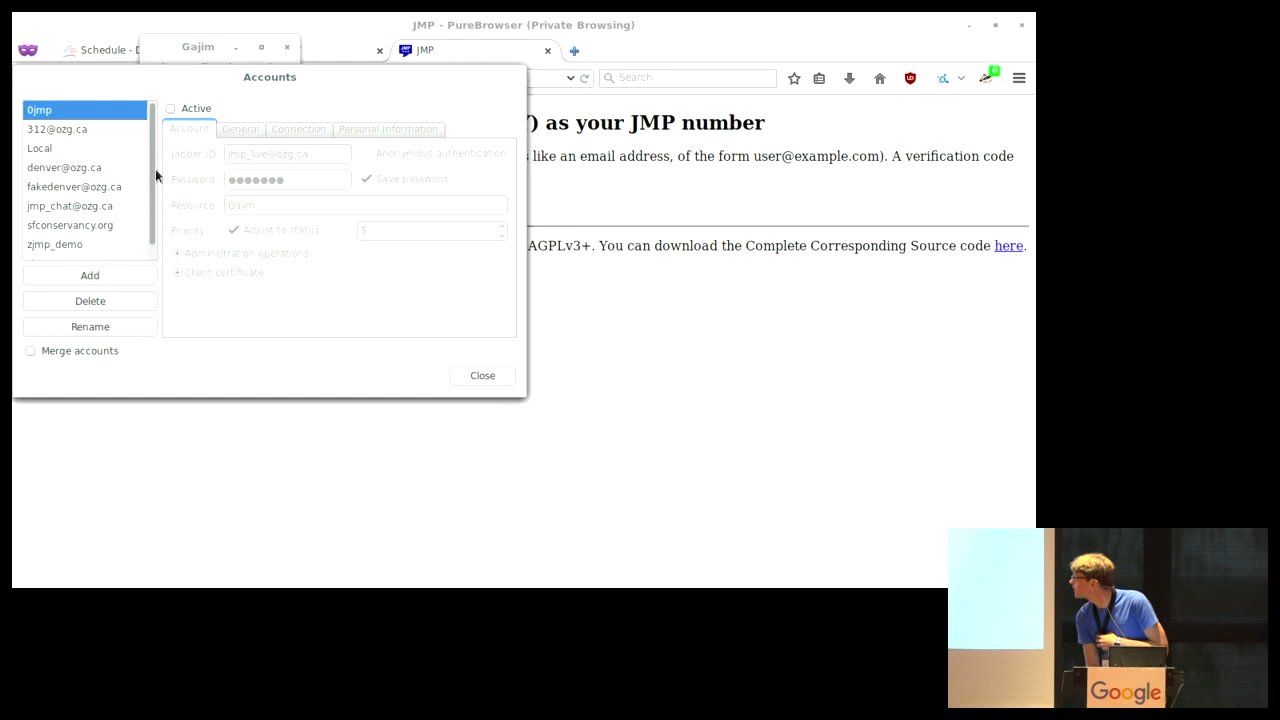 JMP - PureBrowser (Private Browsing)
Schedule - D
Gajim
JMP
Search
Accounts
0jmp
312@ozg.ca
Local
denver@ozg.ca
fakedenver@ozg.ca
jmp_chat@ozg.ca
sfconservancy.org
zjmp_demo
Add
Delete
Rename
Merge accounts
Active
Account
General
Connection
Personal Information
Jabber ID
jmp_live@ozg.ca
Anonymous authentication
Password
Save password
Resource
Gajim
Priority:
Adjust to status
5
Administration operations
Client certificate
Close
) as your JMP number
s like an email address, of the form user@example.com). A verification code
AGPLv3+. You can download the Complete Corresponding Source code here.
Google